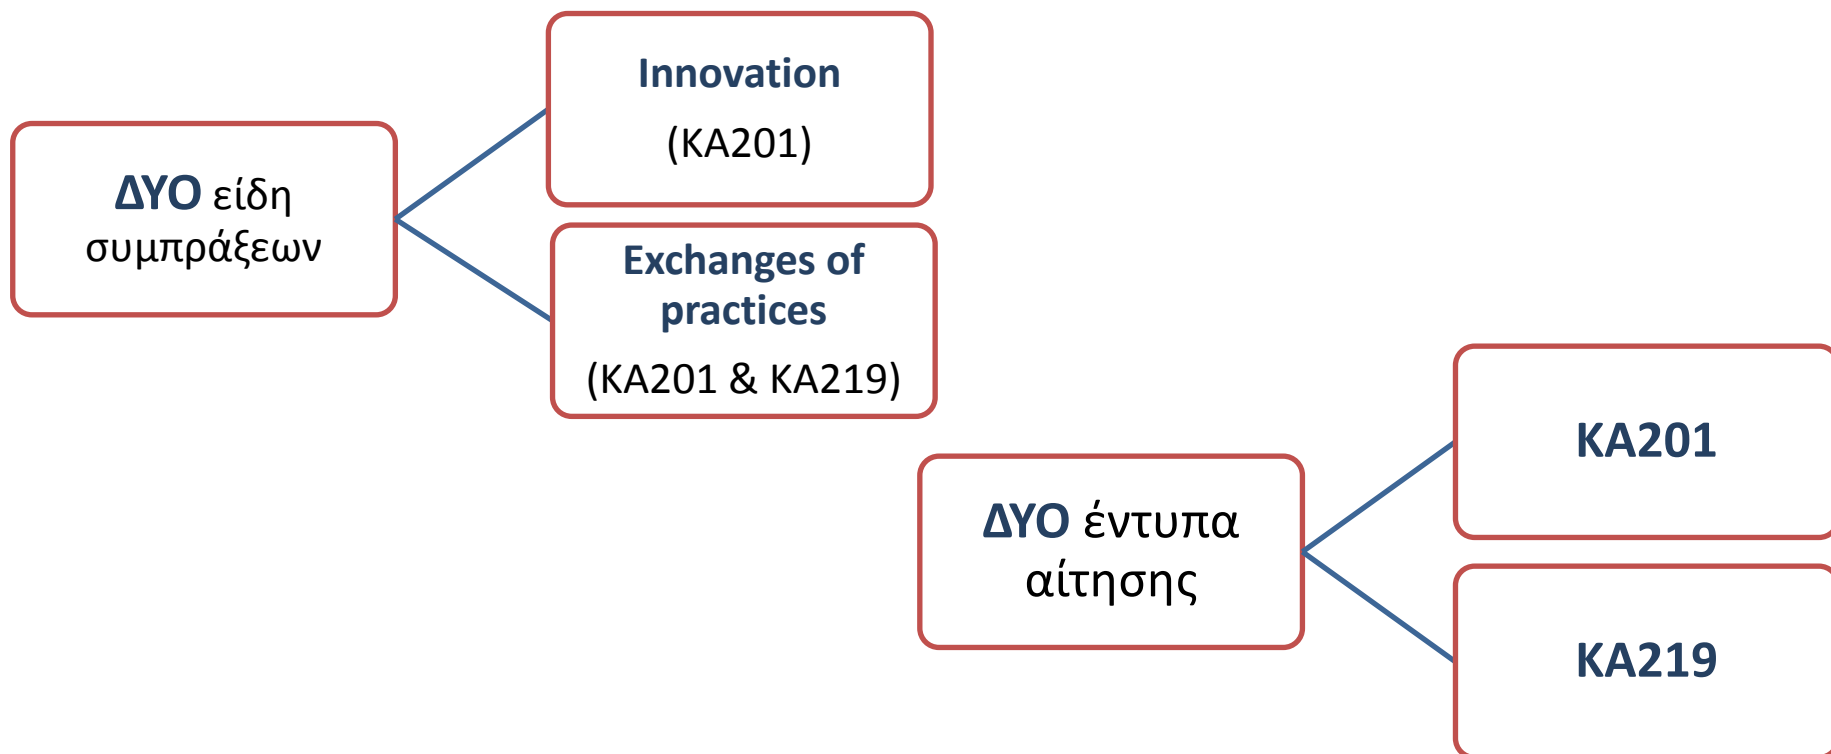 ΔΥΟ είδη
συμπράξεων
Innovation
(KA201)
Exchanges of
practices
(KA201 & KA219)
ΔΥΟ έντυπα
αίτησης
KA201
KA219